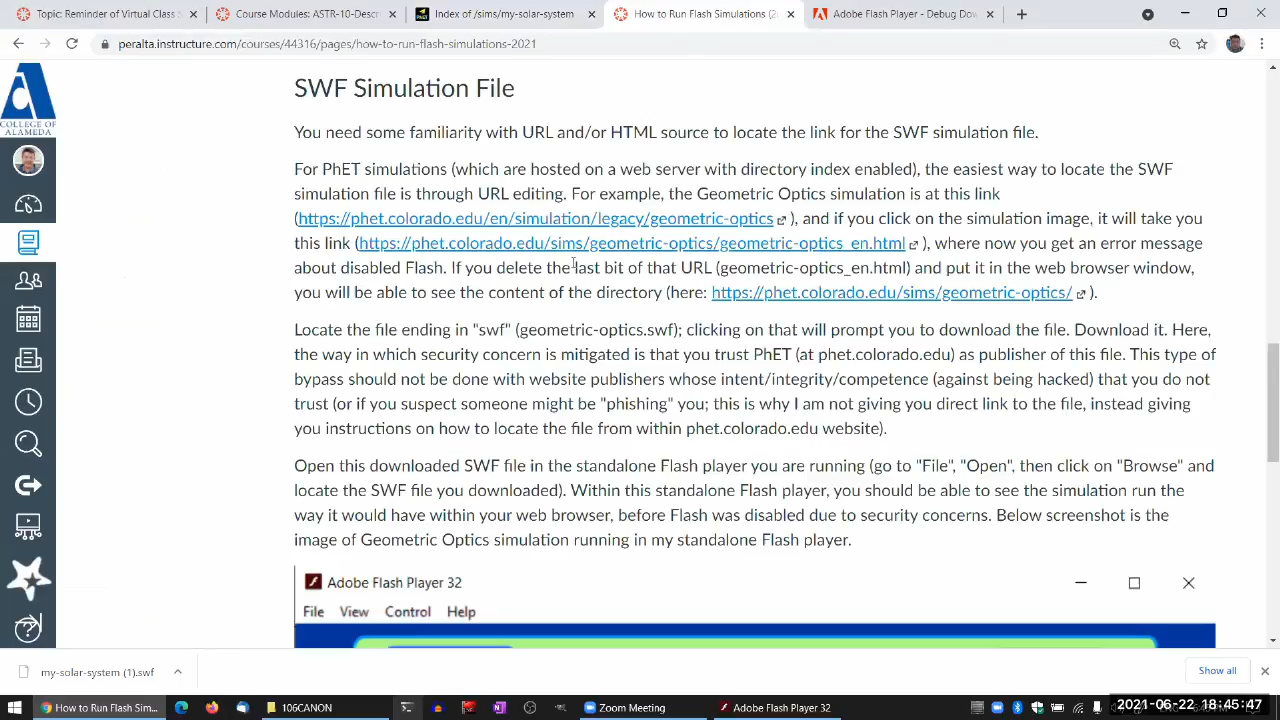 Topic: Reminder of Virtual Class S
Course Modules: ASTR-10-Descr
Index of /sims/my-solar-system
How to Run Flash Simulations (2
Adobe Flash Player - Debug Dow
peralta.instructure.com/courses/44316/pages/how-to-run-flash-simulations-2021
COLLEGE OF
ALAMEDA
SWF Simulation File
You need some familiarity with URL and/or HTML source to locate the link for the SWF simulation file.
For PhET simulations (which are hosted on a web server with directory index enabled), the easiest way to locate the SWF
simulation file is through URL editing. For example, the Geometric Optics simulation is at this link
(https://phet.colorado.edu/en/simulation/legacy/geometric-optics ), and if you click on the simulation image, it will take you
this link (https://phet.colorado.edu/sims/geometric-optics/geometric-optics_en.html ), where now you get an error message
about disabled Flash. If you delete the last bit of that URL (geometric-optics_en.html) and put it in the web browser window,
you will be able to see the content of the directory (here: https://phet.colorado.edu/sims/geometric-optics/ ).
Locate the file ending in "swf" (geometric-optics.swf); clicking on that will prompt you to download the file. Download it. Here,
the way in which security concern is mitigated is that you trust PhET (at phet.colorado.edu) as publisher of this file. This type of
bypass should not be done with website publishers whose intent/integrity/competence (against being hacked) that you do not
trust (or if you suspect someone might be "phishing" you; this is why I am not giving you direct link to the file, instead giving
you instructions on how to locate the file from within phet.colorado.edu website).
Open this downloaded SWF file in the standalone Flash player you are running (go to "File", "Open", then click on "Browse" and
locate the SWF file you downloaded). Within this standalone Flash player, you should be able to see the simulation run the
way it would have within your web browser, before Flash was disabled due to security concerns. Below screenshot is the
image of Geometric Optics simulation running in my standalone Flash player.
Adobe Flash Player 32
File View Control Help
my-solar-system (1).swf
Show all
How to Run Flash Sim...
106CANON
Zoom Meeting
Adobe Flash Player 32
2021-06-22 18:45:47